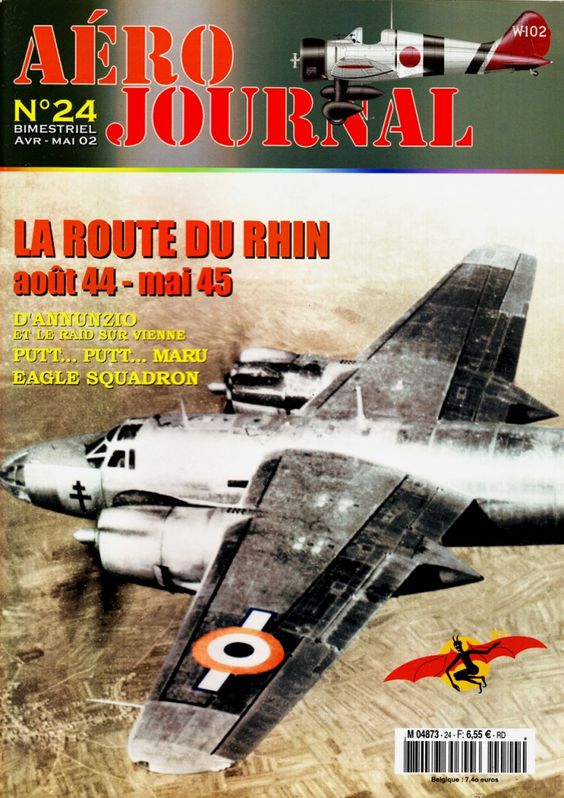 AÉRO
JOURNAL
N°24
BIMESTRIEL
AVR - MAI 02
W-102
LA ROUTE DU RHIN
août 44 - mai 45
D'ANNUNZIO
ET LE RAID SUR VIENNE
PUTT... PUTT... MARU
EAGLE SQUADRON
M 04873 - 24 - F: 6,55 € - RD
Belgique : 7,40 euros